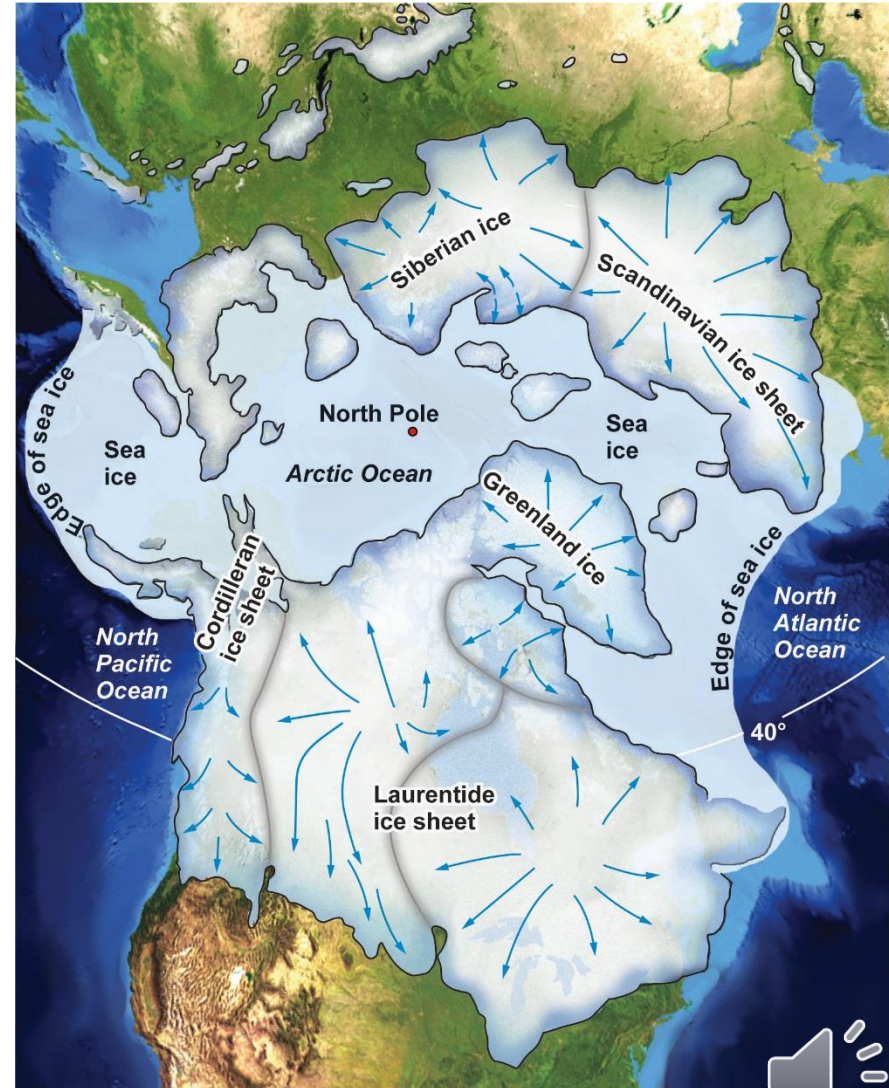 Siberian ice
Scandinavian ice sheet
Edge of sea ice
Sea
ice
North Pole
Arctic Ocean
Sea
ice
Greenland ice
Cordilleran
ice sheet
North
Pacific
Ocean
Edge of sea ice
North
Atlantic
Ocean
40°
Laurentide
ice sheet